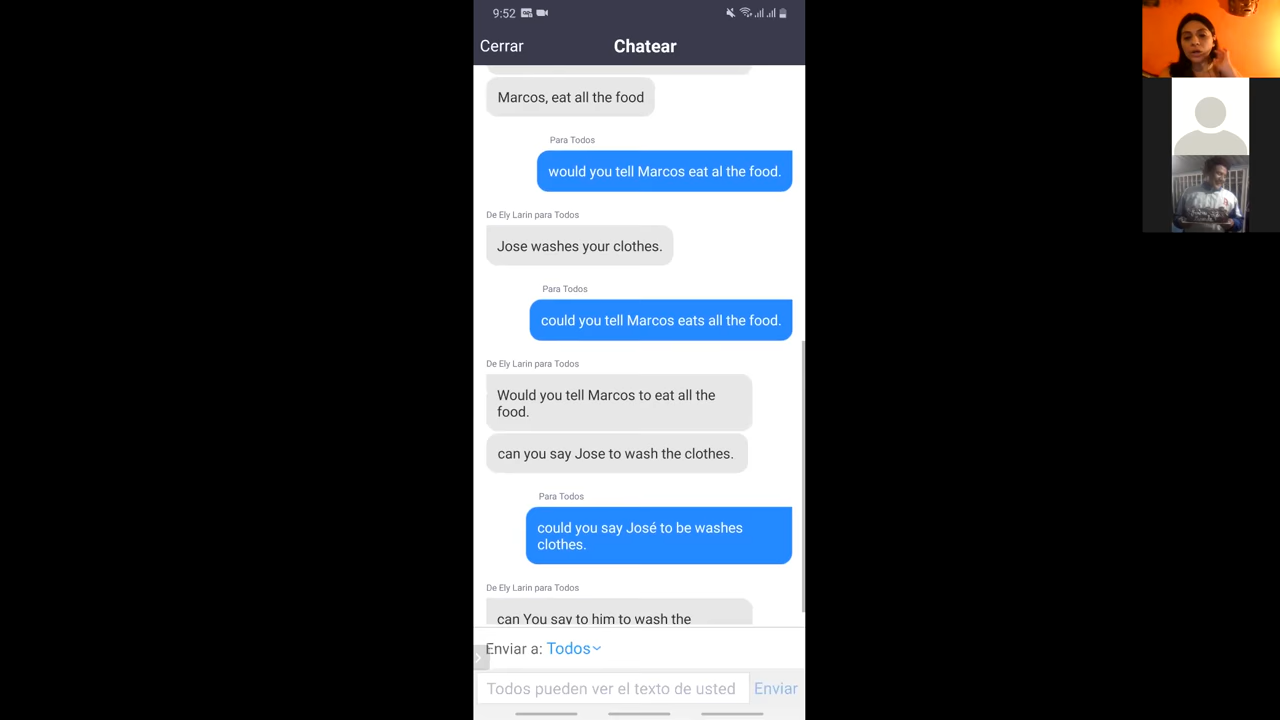 9:52
Cerrar
Chatear
Marcos, eat all the food
Para Todos
would you tell Marcos eat al the food.
De Ely Larin para Todos
Jose washes your clothes.
Para Todos
could you tell Marcos eats all the food.
De Ely Larin para Todos
Would you tell Marcos to eat all the
food.
can you say Jose to wash the clothes.
Para Todos
could you say José to be washes
clothes.
De Ely Larin para Todos
can You say to him to wash the
Enviar a: Todos
Todos pueden ver el texto de usted
Enviar